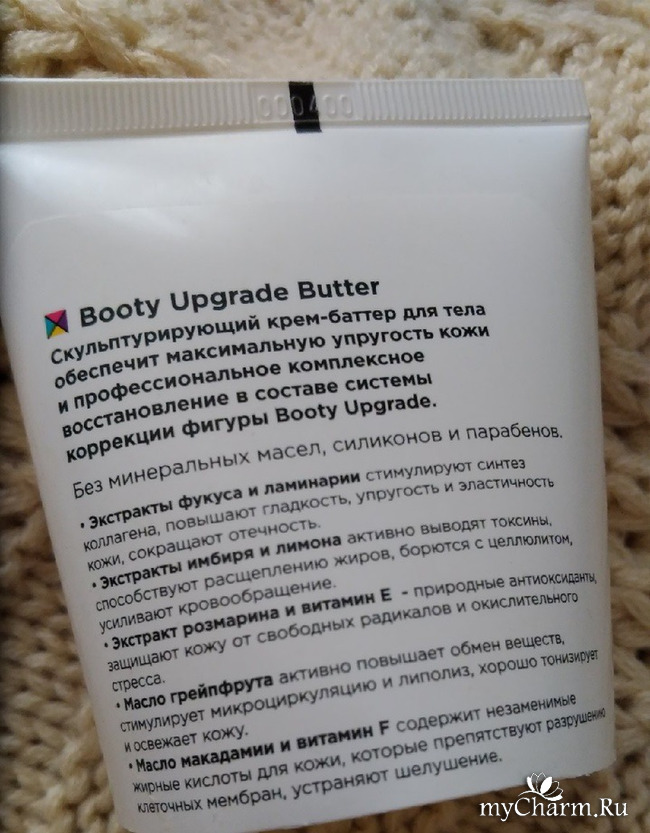 000400
Booty Upgrade Butter
Скульптурирующий крем-баттер для тела
обеспечит максимальную упругость кожи
и профессиональное комплексное
восстановление в составе системы
коррекции фигуры Booty Upgrade.
Без минеральных масел, силиконов и парабенов.
• Экстракты фукуса и ламинарии стимулируют синтез
коллагена, повышают гладкость, упругость и эластичность
кожи, сокращают отечность.
• Экстракты имбиря и лимона активно выводят токсины,
способствуют расщеплению жиров, борются с целлюлитом,
усиливают кровообращение.
• Экстракт розмарина и витамин Е - природные антиоксиданты,
защищают кожу от свободных радикалов и окислительного
стресса.
• Масло грейпфрута активно повышает обмен веществ,
стимулирует микроциркуляцию и липолиз, хорошо тонизирует
и освежает кожу.
• Масло макадамии и витамин F содержит незаменимые
жирные кислоты для кожи, которые препятствуют разрушению
клеточных мембран, устраняют шелушение.
myCharm.Ru